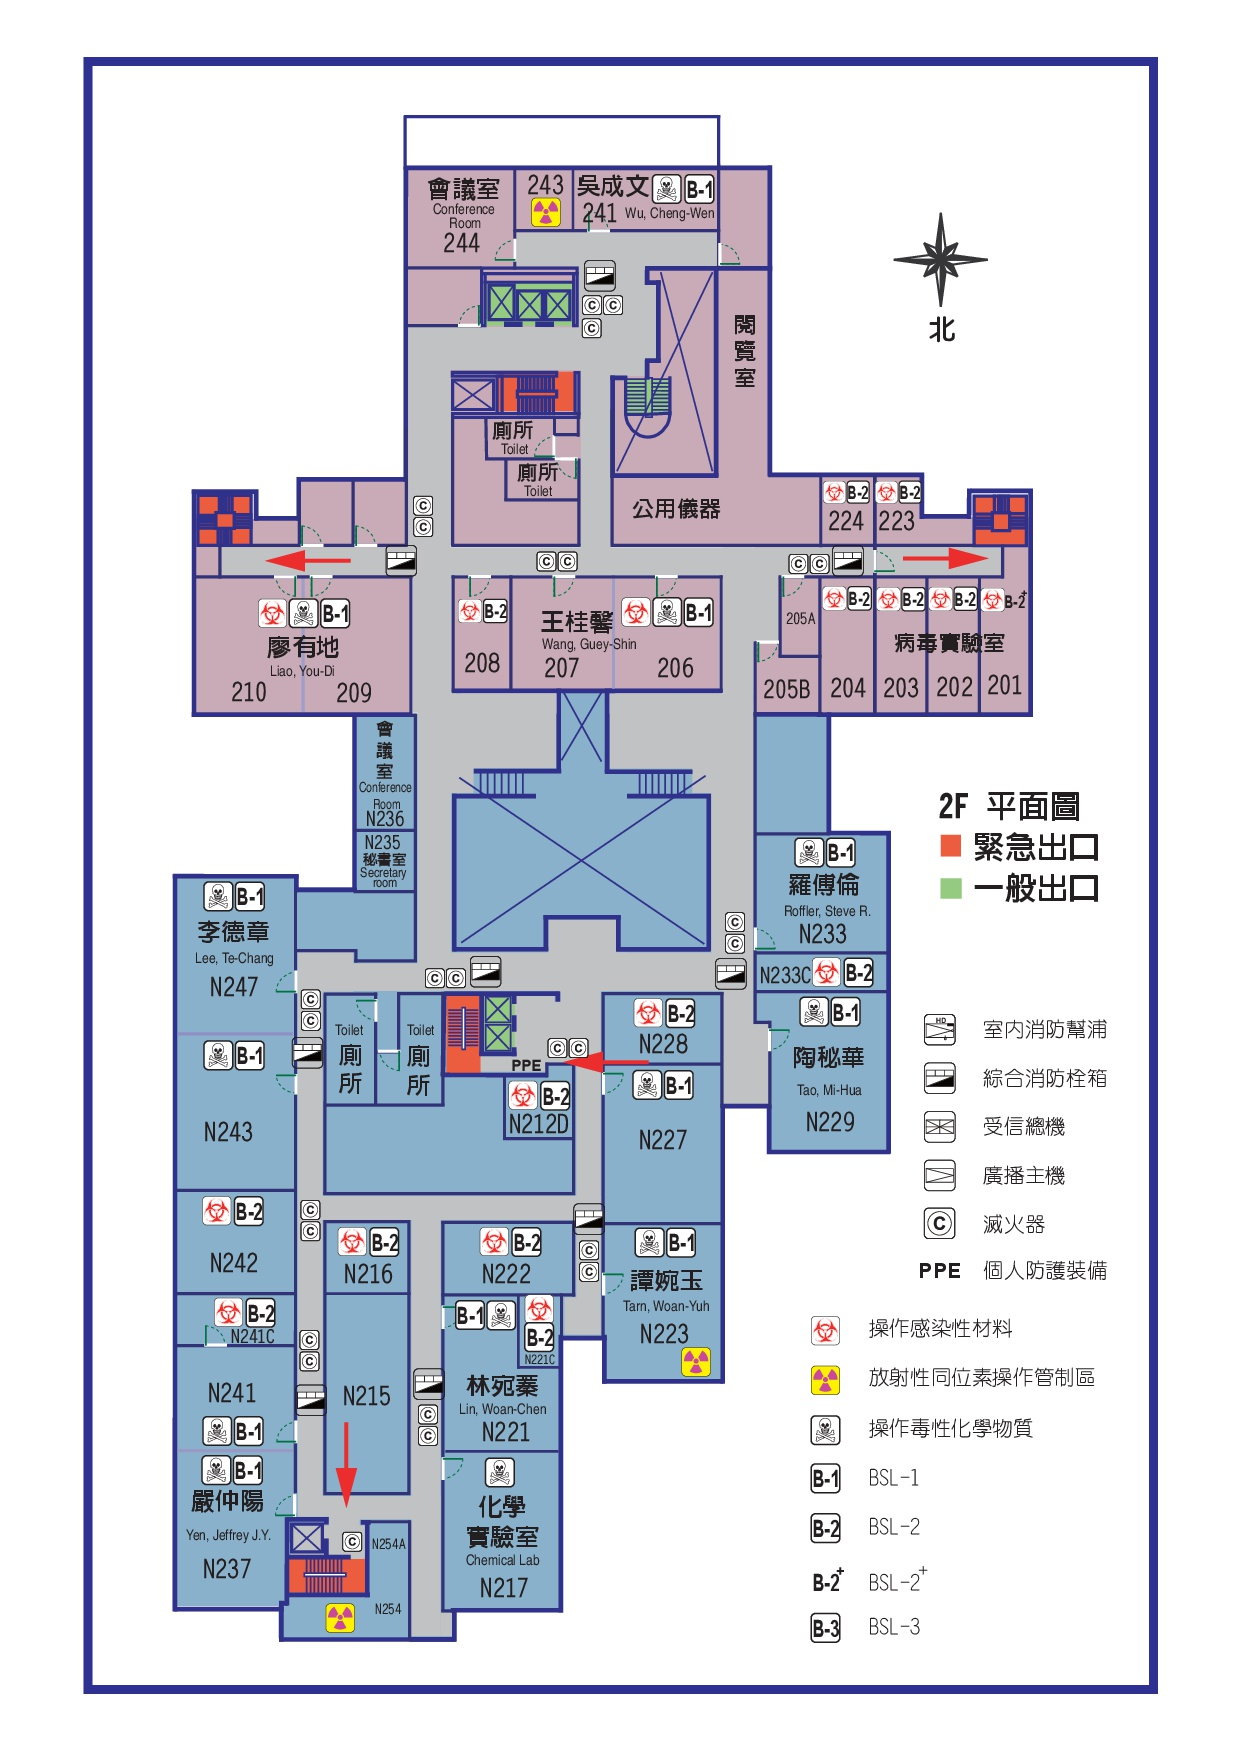 會議室
Conference
Room
244
243
吳成文
B-1
241
Wu, Cheng-Wen
北
閱
覽
室
廁所
Toilet
廁所
Toilet
公用儀器
B-2
224
B-2
223
B-1
廖有地
Liao, You-Di
210
209
B-2
208
王桂馨
Wang, Guey-Shin
207
B-1
206
205A
205B
B-2
204
B-2
203
B-2
202
B-2+
201
病毒實驗室
會
議
室
Conference
Room
N236
N235
秘書室
Secretary
room
2F 平面圖
緊急出口
一般出口
B-1
羅傅倫
Roffler, Steve R.
N233
N233C
B-2
B-1
陶秘華
Tao, Mi-Hua
N229
B-1
李德章
Lee, Te-Chang
N247
B-1
N243
Toilet
廁
所
Toilet
廁
所
PPE
B-2
N212D
B-2
N228
B-1
N227
B-2
N242
B-2
N241C
N241
B-1
B-1
嚴仲陽
Yen, Jeffrey J.Y.
N237
B-2
N216
N215
B-2
N222
B-1
B-2
N221C
林宛蓁
Lin, Woan-Chen
N221
B-1
譚婉玉
Tarn, Woan-Yuh
N223
化學
實驗室
Chemical Lab
N217
N254A
N254
HD
室内消防幫浦
綜合消防栓箱
受信總機
廣播主機
C
滅火器
PPE
個人防護裝備
操作感染性材料
放射性同位素操作管制區
操作毒性化學物質
B-1
BSL-1
B-2
BSL-2
B-2+
BSL-2+
B-3
BSL-3